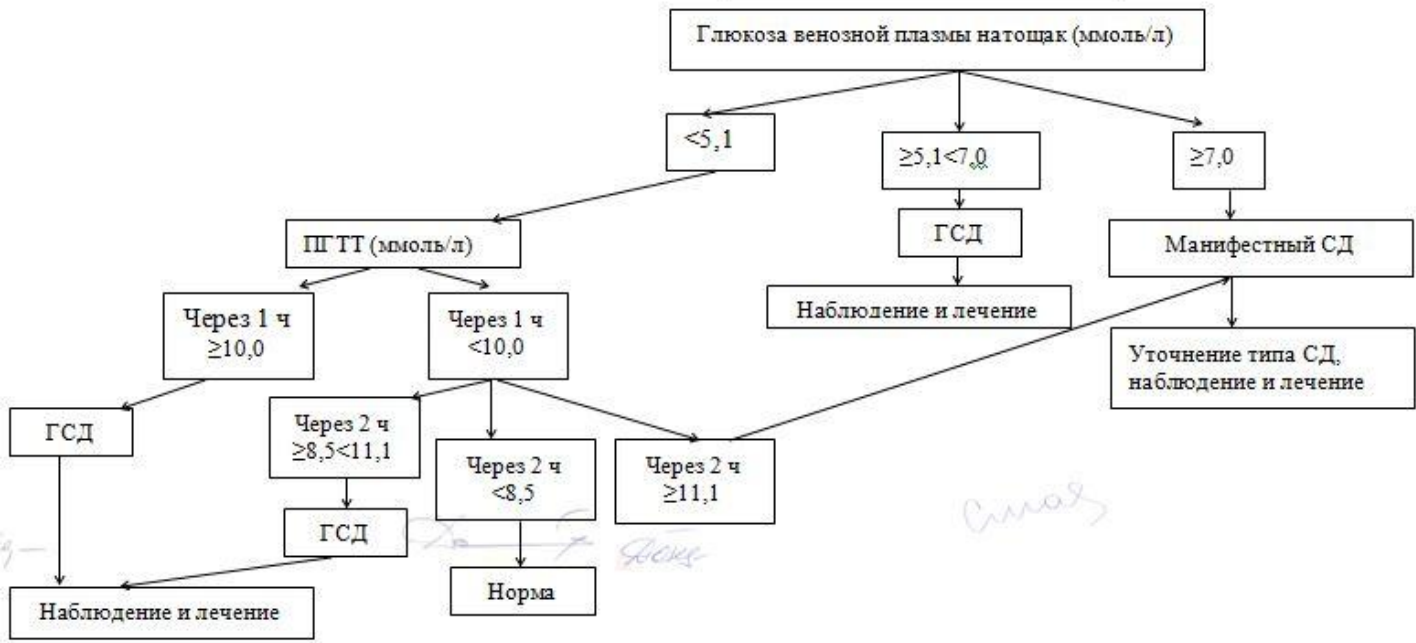 Глюкоза венозной плазмы натощак (ммоль/л)
<5,1
≥5,1<7,0
≥7,0
ПГТТ (ммоль/л)
ГСД
Манифестный СД
Через 1 ч
≥10,0
Через 1 ч
<10,0
Наблюдение и лечение
Уточнение типа СД,
наблюдение и лечение
ГСД
Через 2 ч
≥8,5<11,1
Через 2 ч
<8,5
Через 2 ч
≥11,1
ГСД
Норма
Наблюдение и лечение